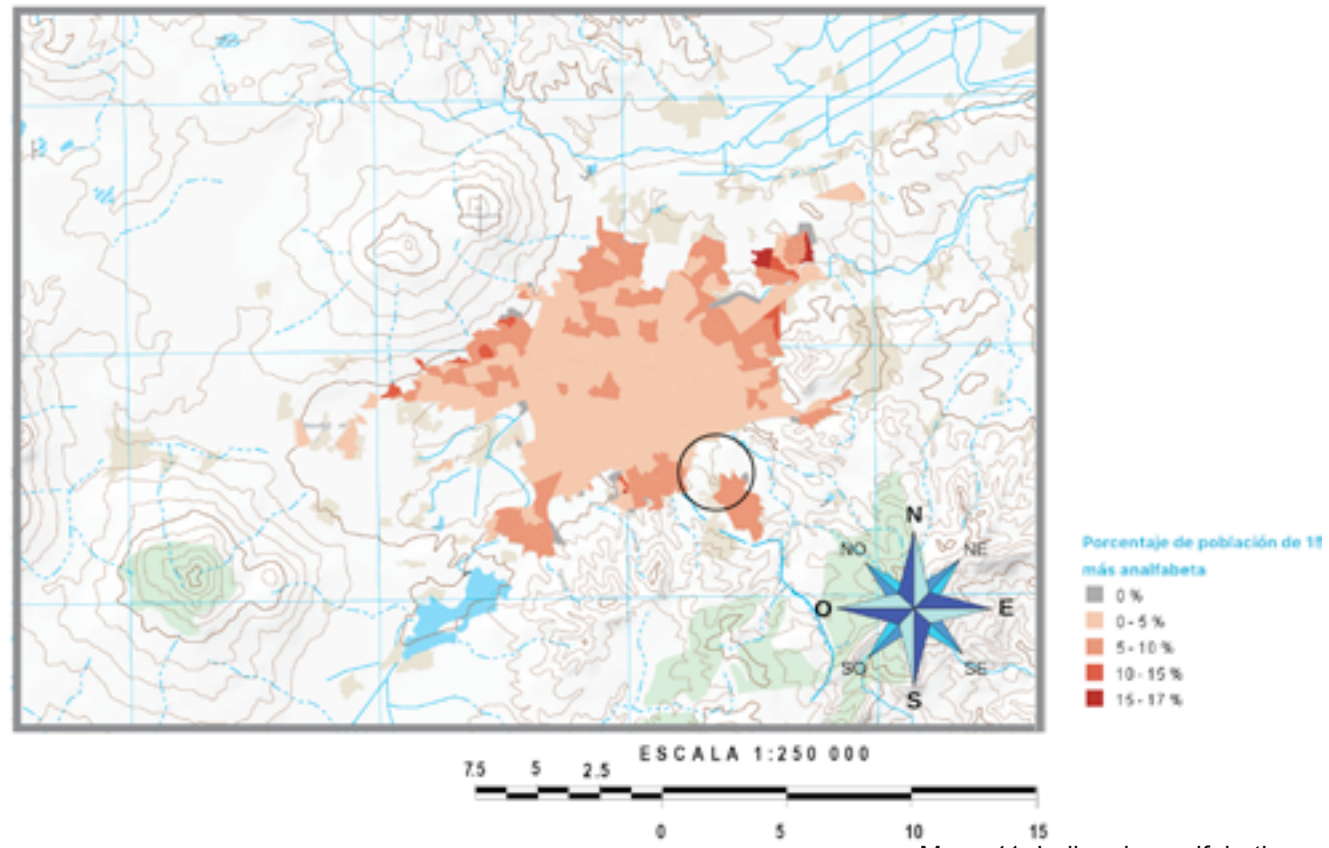 N
NO
NE
O
E
SO
SE
S
Porcentaje de población de 15
más analfabeta
0 %
0 - 5 %
5 - 10 %
10 - 15 %
15 - 17 %
ESCALA 1:250 000
7.5 5 2.5
0 5 10 15